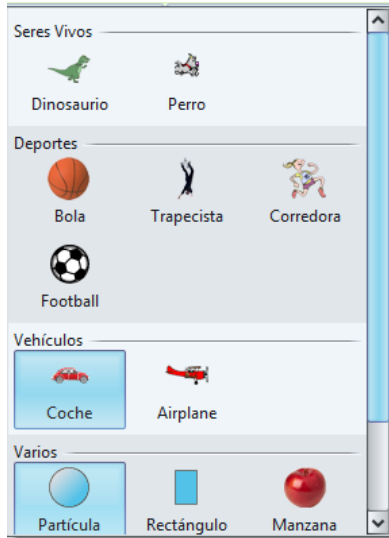 Seres Vivos
Dinosaurio Perro
Deportes
Bola Trapecista Corredora
Football
Vehículos
Coche Airplane
Varios
Partícula Rectángulo Manzana